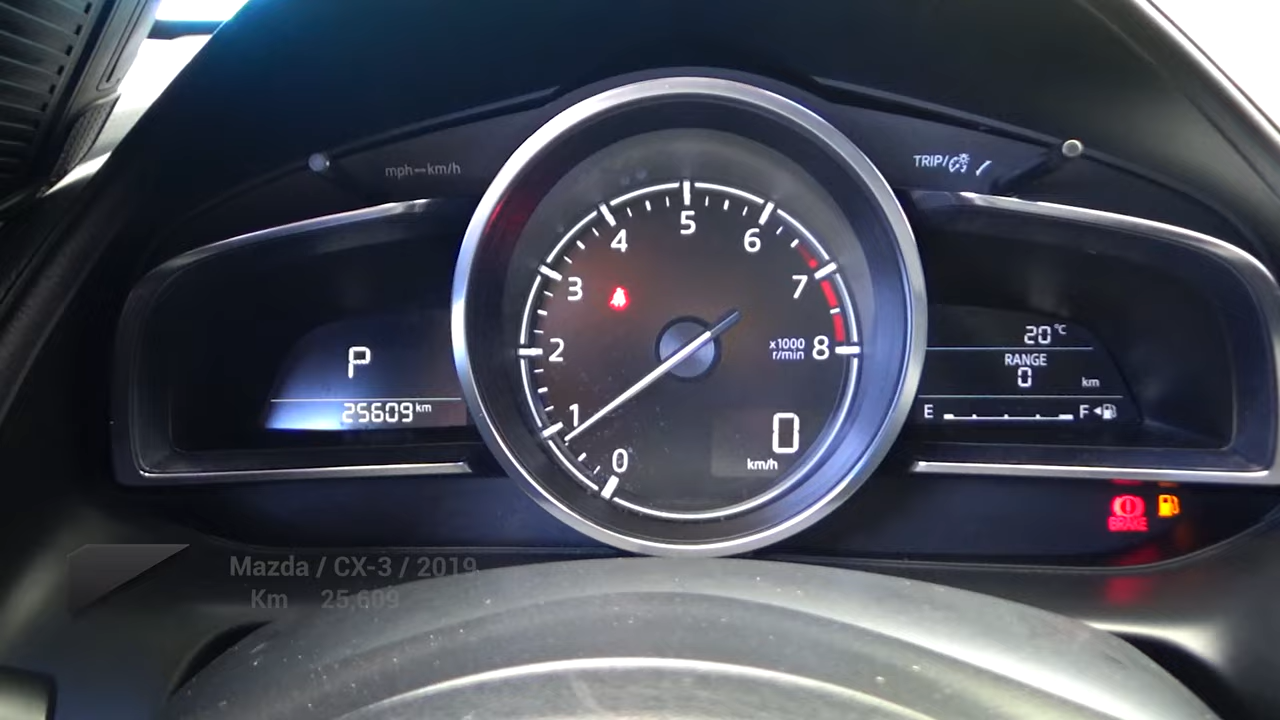 mph↔km/h
TRIP/
5
4
6
3
7
2
x1000
r/min
8
1
0
P
25609 km
0
km/h
20 °C
RANGE
0 km
E F
BRAKE
Mazda / CX-3 / 2019
Km 25,609